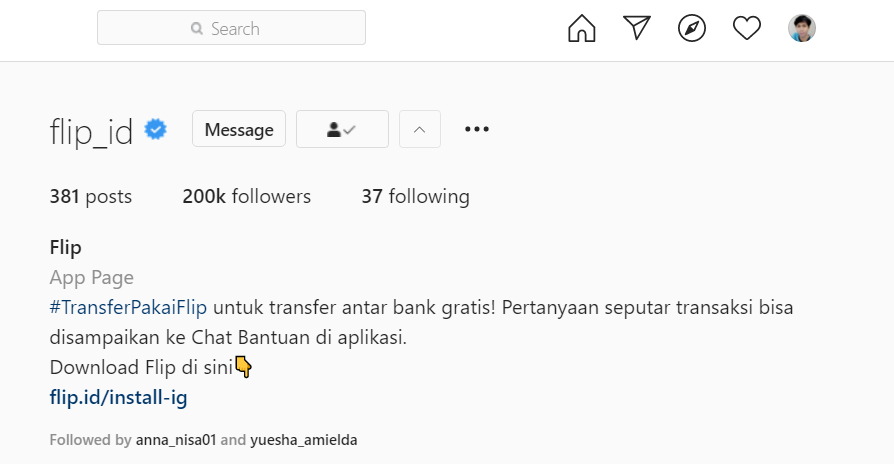 Search
flip_id Message
381 posts 200k followers 37 following
Flip
App Page
#TransferPakaiFlip untuk transfer antar bank gratis! Pertanyaan seputar transaksi bisa
disampaikan ke Chat Bantuan di aplikasi.
Download Flip di sini👇
flip.id/install-ig
Followed by anna_nisa01 and yuesha_amielda